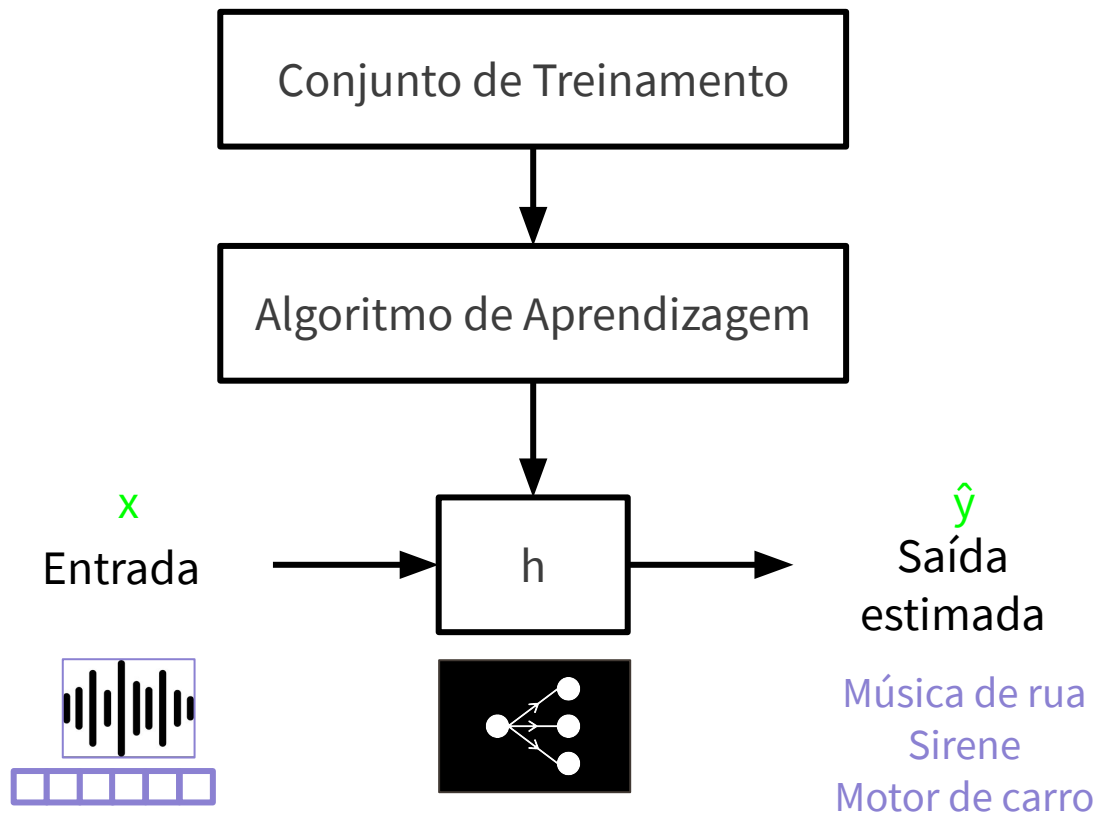 Conjunto de Treinamento
Algoritmo de Aprendizagem
x
Entrada
h
ŷ
Saída
estimada
Música de rua
Sirene
Motor de carro